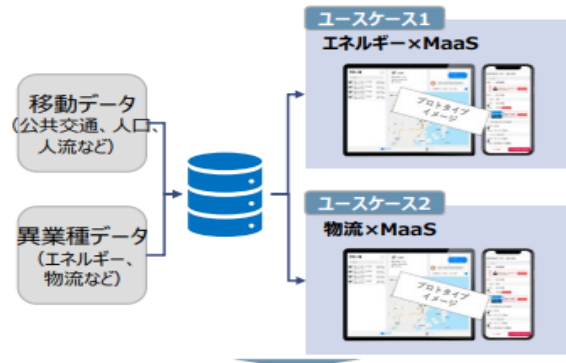 ユースケース1
エネルギー×MaaS
プロトタイプ
イメージ
移動データ
(公共交通、人口、
人流など)
異業種データ
(エネルギー、
物流など)
ユースケース2
物流×MaaS
プロトタイプ
イメージ